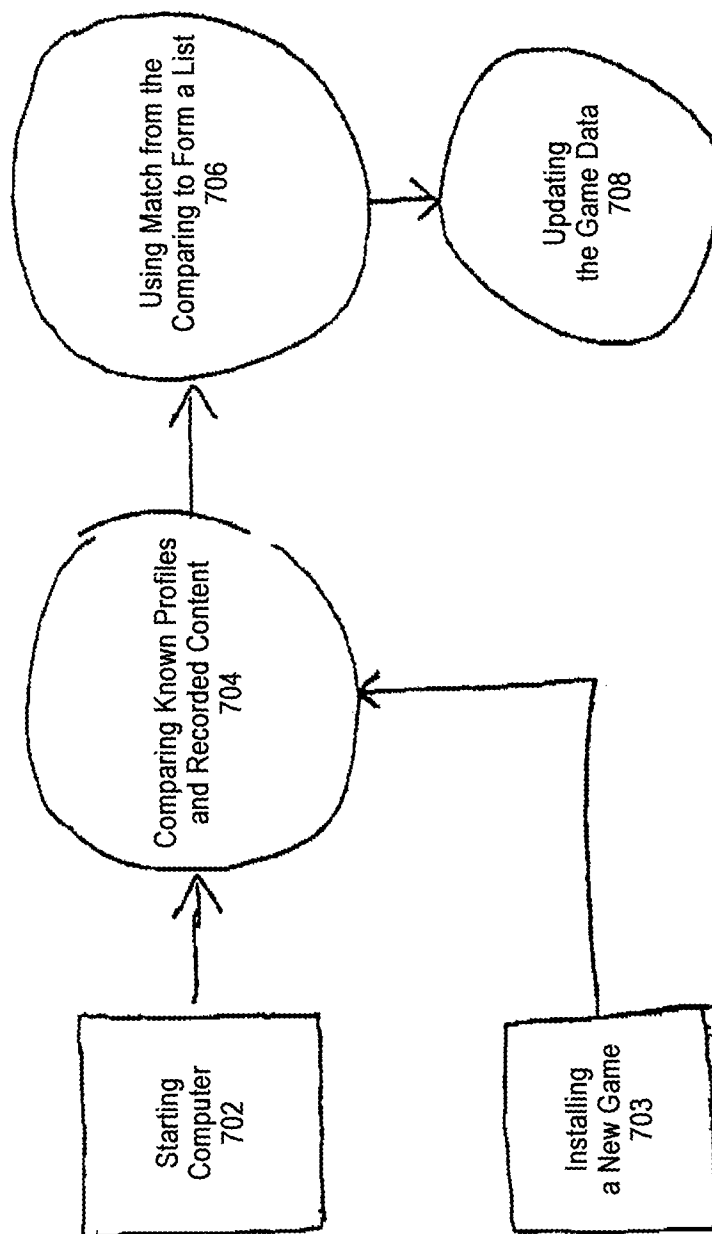 Starting
Computer
702
Installing
a New Game
703
Comparing Known Profiles
and Recorded Content
704
Using Match from the
Comparing to Form a List
706
Updating
the Game Data
708